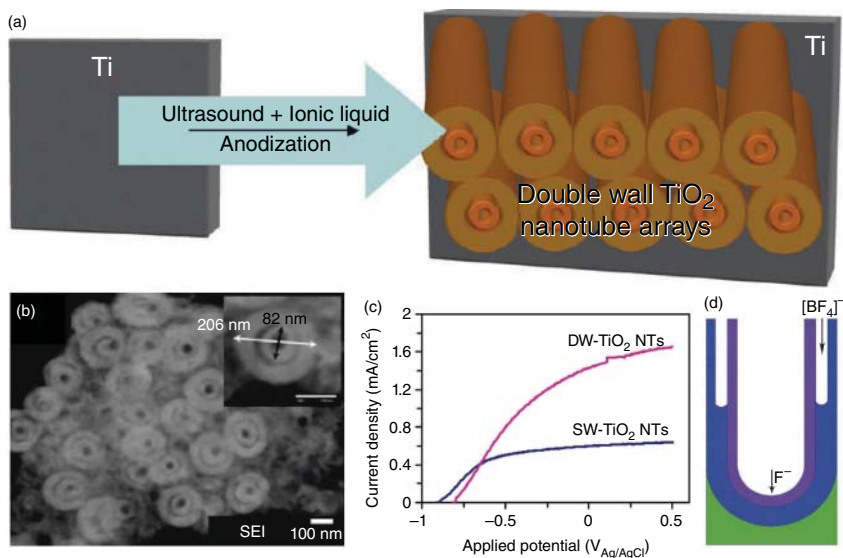 (a)
Ti
Ultrasound + Ionic liquid
Anodization
Ti
Double wall TiO2
nanotube arrays
(b)
206 nm
82 nm
SEI
100 nm
(c)
Current density (mA/cm2)
1.6
1.2
0.8
0.4
0
DW-TiO2 NTs
SW-TiO2 NTs
−1
−0.5
0
0.5
Applied potential (VAg/AgCl)
(d)
[BF4]−
F−